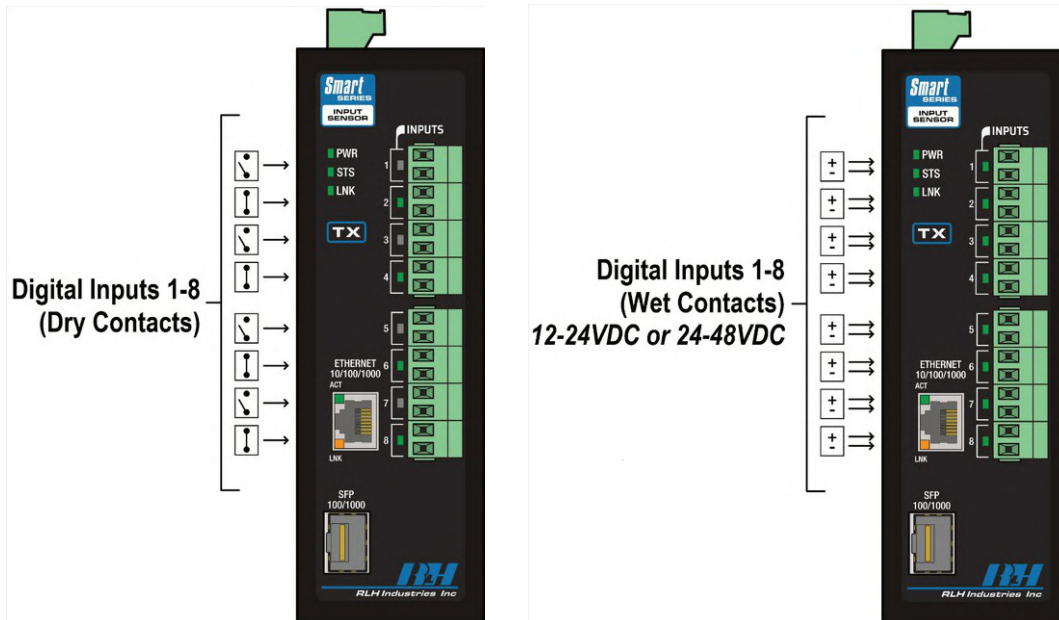 Smart
SERIES
INPUT
SENSOR
INPUTS
PWR
STS
LNK
TX
1
2
3
4
5
6
7
8
Digital Inputs 1-8
(Dry Contacts)
ETHERNET
10/100/1000
ACT
LNK
SFP
100/1000
RLH
RLH Industries Inc
Smart
SERIES
INPUT
SENSOR
INPUTS
PWR
STS
LNK
TX
1
2
3
4
5
6
7
8
+
-
+
-
+
-
+
-
Digital Inputs 1-8
(Wet Contacts)
12-24VDC or 24-48VDC
+
-
+
-
+
-
+
-
ETHERNET
10/100/1000
ACT
LNK
SFP
100/1000
RLH
RLH Industries Inc